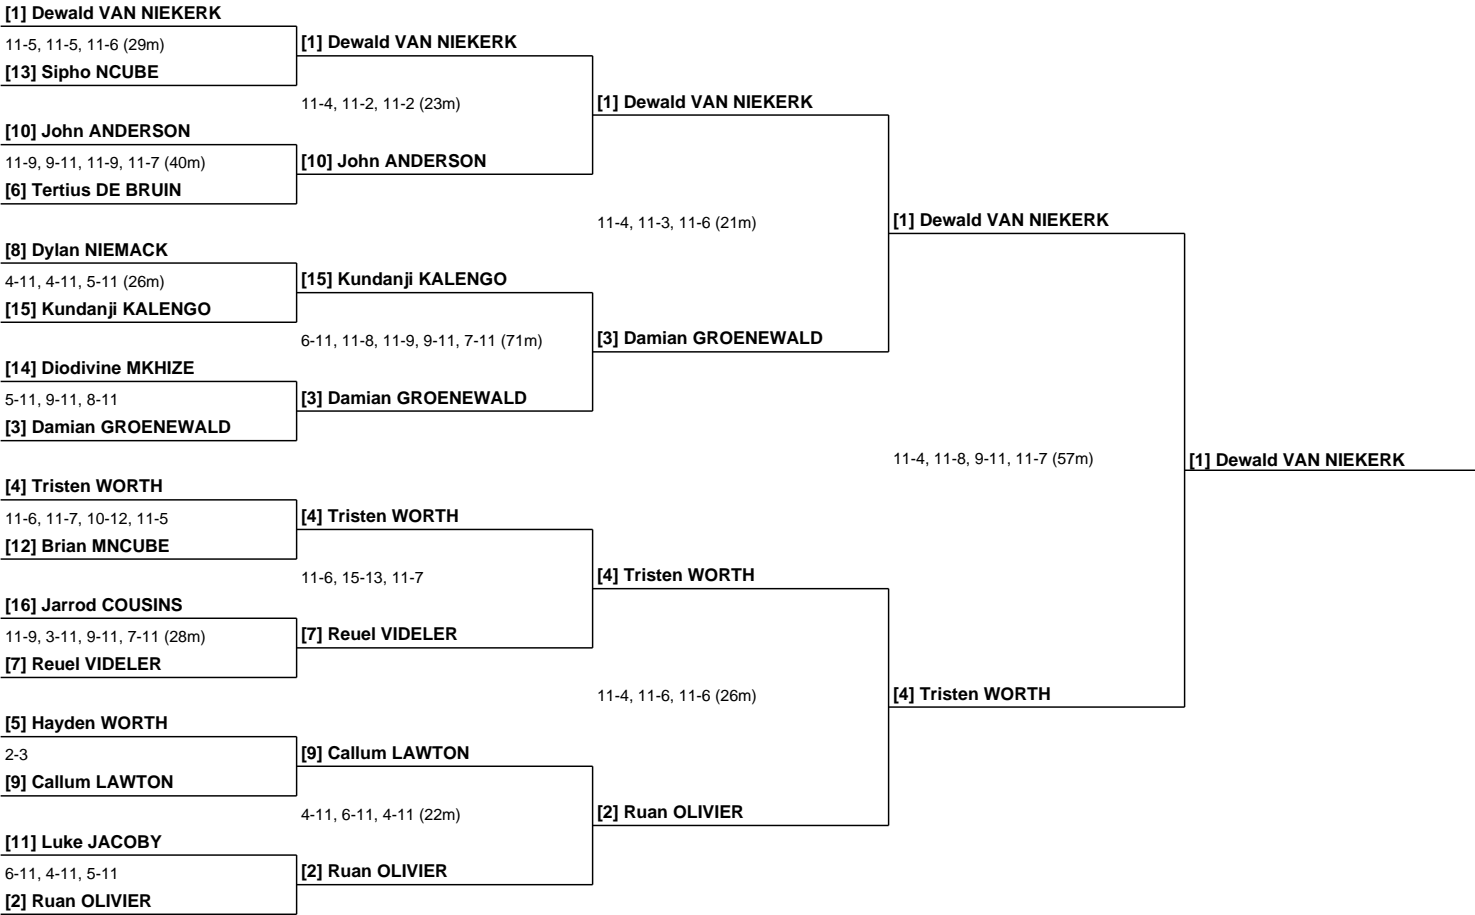 [1] Dewald VAN NIEKERK
11-5, 11-5, 11-6 (29m)
[13] Sipho NCUBE
[10] John ANDERSON
11-9, 9-11, 11-9, 11-7 (40m)
[6] Tertius DE BRUIN
[8] Dylan NIEMACK
4-11, 4-11, 5-11 (26m)
[15] Kundanji KALENGO
[14] Diodivine MKHIZE
5-11, 9-11, 8-11
[3] Damian GROENEWALD
[4] Tristen WORTH
11-6, 11-7, 10-12, 11-5
[12] Brian MNCUBE
[16] Jarrod COUSINS
11-9, 3-11, 9-11, 7-11 (28m)
[7] Reuel VIDELER
[5] Hayden WORTH
2-3
[9] Callum LAWTON
[11] Luke JACOBY
6-11, 4-11, 5-11
[2] Ruan OLIVIER
[1] Dewald VAN NIEKERK
11-4, 11-2, 11-2 (23m)
[10] John ANDERSON
[15] Kundanji KALENGO
6-11, 11-8, 11-9, 9-11, 7-11 (71m)
[3] Damian GROENEWALD
[4] Tristen WORTH
11-6, 15-13, 11-7
[7] Reuel VIDELER
[9] Callum LAWTON
4-11, 6-11, 4-11 (22m)
[2] Ruan OLIVIER
[1] Dewald VAN NIEKERK
11-4, 11-3, 11-6 (21m)
[3] Damian GROENEWALD
[4] Tristen WORTH
11-4, 11-6, 11-6 (26m)
[2] Ruan OLIVIER
[1] Dewald VAN NIEKERK
11-4, 11-8, 9-11, 11-7 (57m)
[4] Tristen WORTH
[1] Dewald VAN NIEKERK